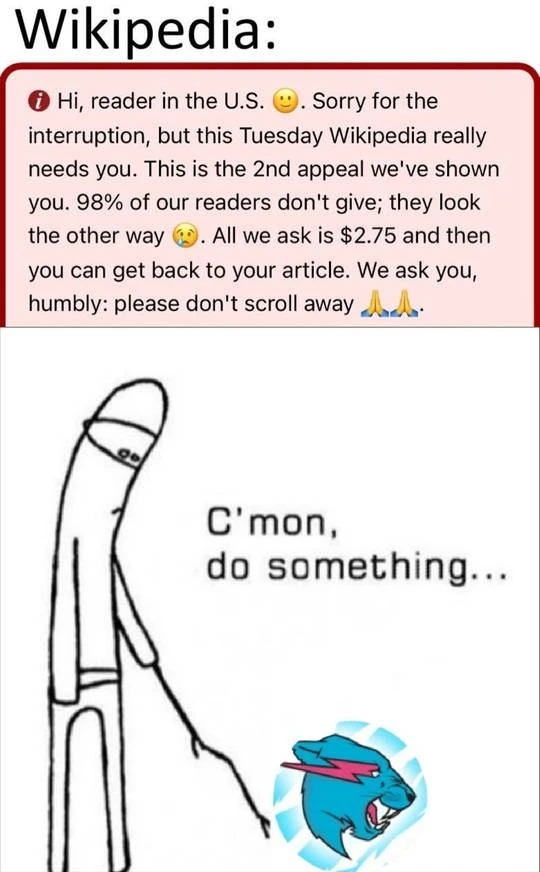 Wikipedia:
i Hi, reader in the U.S. 🙂. Sorry for the
interruption, but this Tuesday Wikipedia really
needs you. This is the 2nd appeal we've shown
you. 98% of our readers don't give; they look
the other way 😢. All we ask is $2.75 and then
you can get back to your article. We ask you,
humbly: please don't scroll away 🙏🙏.
C'mon,
do something...